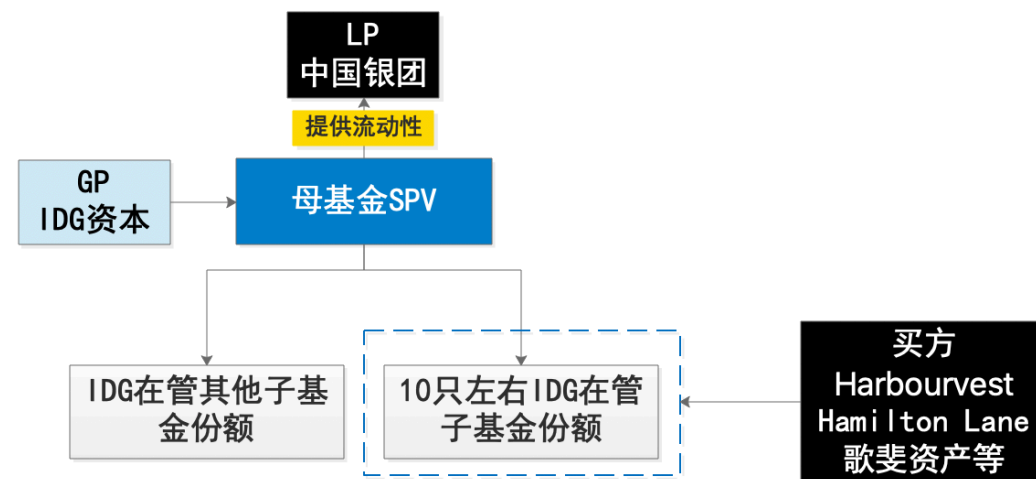 LP
中国银团
提供流动性
GP
IDG资本
母基金SPV
IDG在管其他子基
金份额
10只左右IDG在管
子基金份额
买方
Harbourvest
Hamilton Lane
歌斐资产等